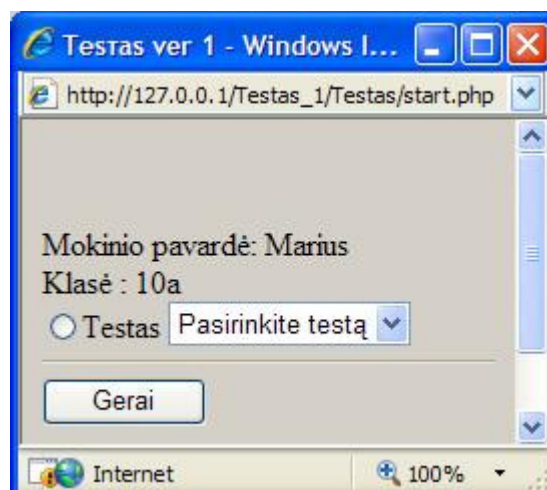 Testas ver 1 - Windows I...
http://127.0.0.1/Testas_1/Testas/start.php
Mokinio pavardė: Marius
Klasė : 10a
Testas Pasirinkite testą
Gerai
Internet 100%